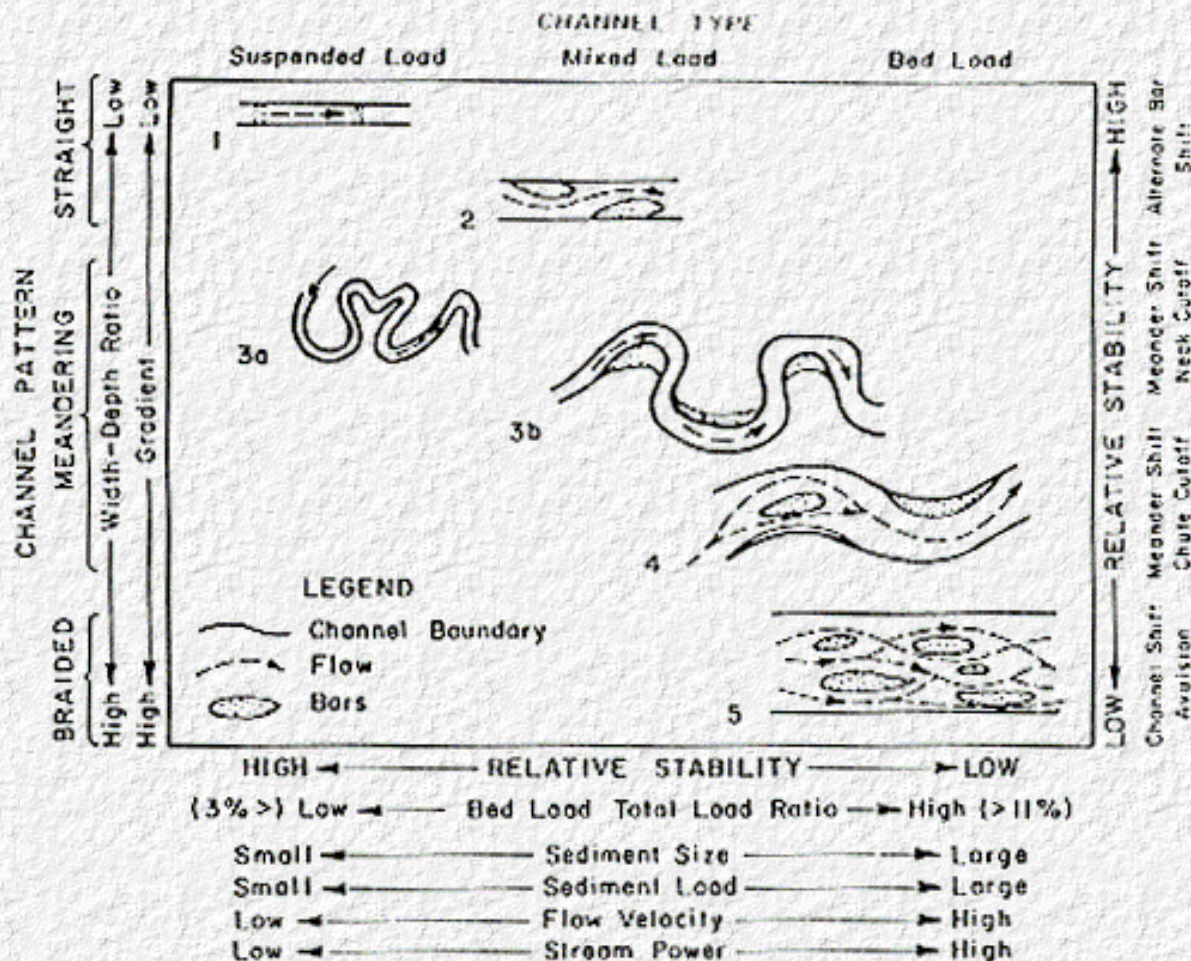 CHANNEL TYPE
Suspended Load Mixed Load Bed Load
CHANNEL PATTERN
STRAIGHT
MEANDERING
BRAIDED
Low
Width-Depth Ratio
High
Low
Gradient
High
1
2
3a
3b
4
5
LEGEND
Channel Boundary
Flow
Bars
HIGH
RELATIVE STABILITY
LOW
Alternate Bar Shift
Meander Shift Neck Cutoff
Meander Shift Chute Cutoff
Channel Shift Avulsion
HIGH RELATIVE STABILITY LOW
(3%>) Low Bed Load Total Load Ratio High (>11%)
Small Sediment Size Large
Small Sediment Load Large
Low Flow Velocity High
Low Stream Power High